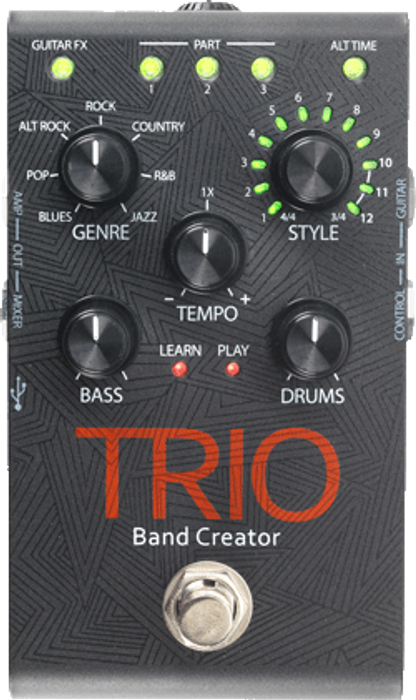 GUITAR FX
PART
ALT TIME
1
2
3
ROCK
ALT ROCK
COUNTRY
POP
R&B
BLUES
JAZZ
GENRE
1
2
3
4
5
6
7
8
9
10
11
12
4/4
3/4
STYLE
1X
- +
TEMPO
AMP OUT MIXER
GUITAR IN CONTROL
LEARN
PLAY
BASS
DRUMS
TRIO
Band Creator